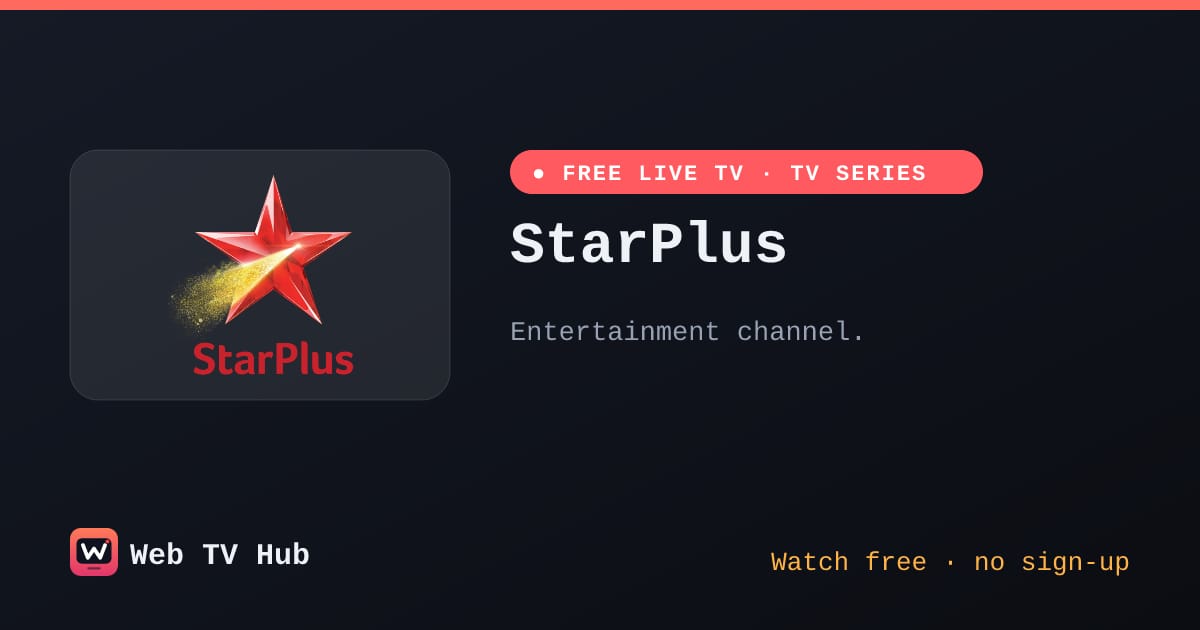 • FREE LIVE TV · TV SERIES
StarPlus
Entertainment channel.
StarPlus
W Web TV Hub
Watch free · no sign-up